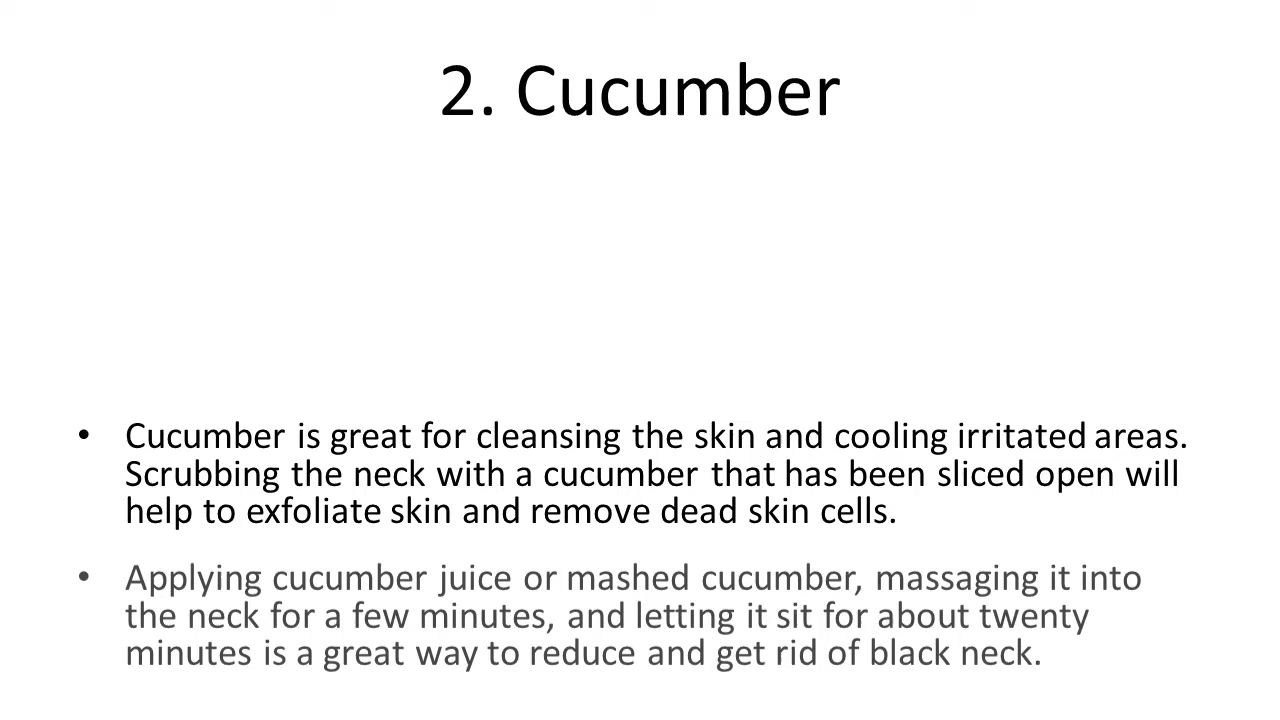 2. Cucumber
• Cucumber is great for cleansing the skin and cooling irritated areas.
Scrubbing the neck with a cucumber that has been sliced open will
help to exfoliate skin and remove dead skin cells.
• Applying cucumber juice or mashed cucumber, massaging it into
the neck for a few minutes, and letting it sit for about twenty
minutes is a great way to reduce and get rid of black neck.